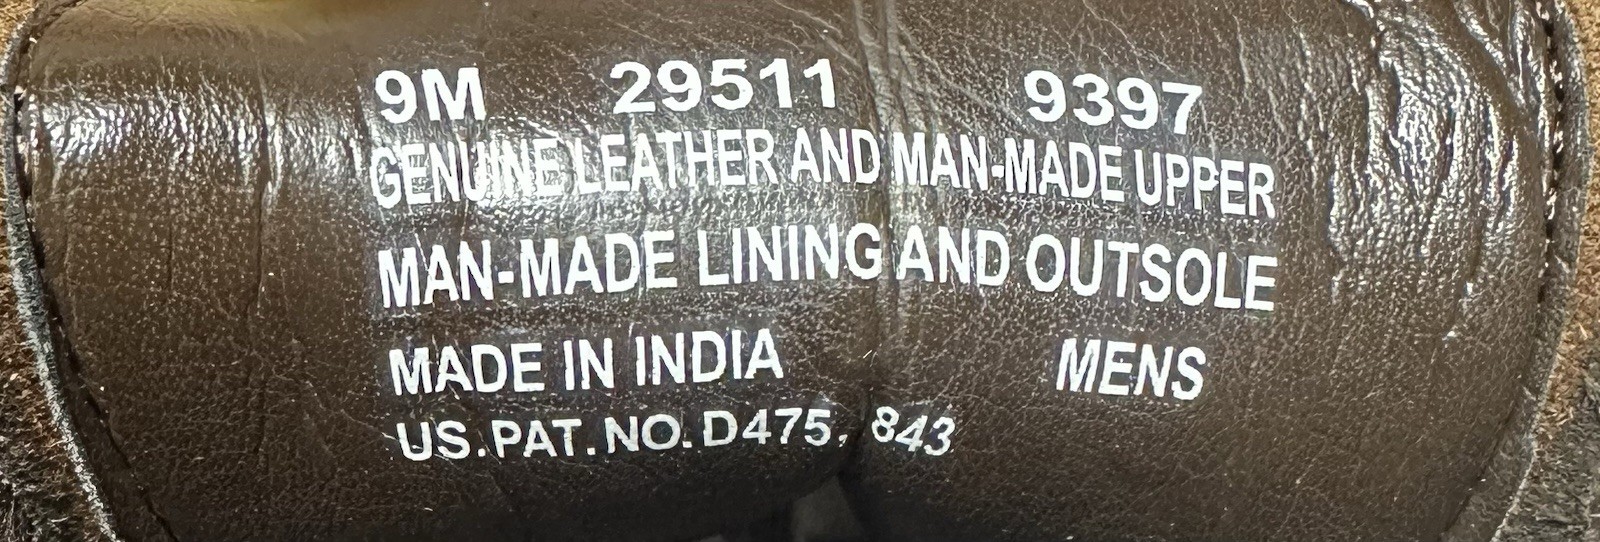 9M 29511 9397
GENUINE LEATHER AND MAN-MADE UPPER
MAN-MADE LINING AND OUTSOLE
MADE IN INDIA MENS
US.PAT.NO.D475, 843